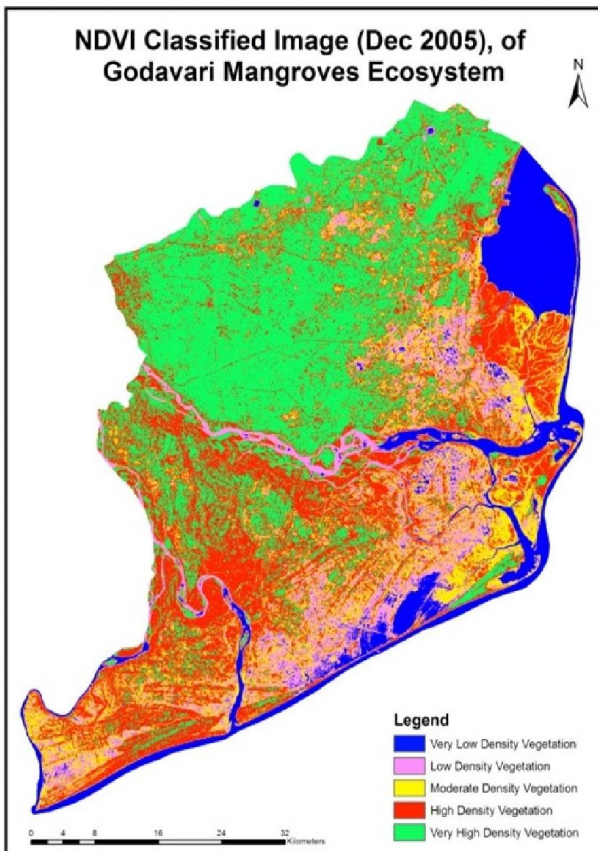 NDVI Classified Image (Dec 2005), of
Godavari Mangroves Ecosystem
N
Legend
Very Low Density Vegetation
Low Density Vegetation
Moderate Density Vegetation
High Density Vegetation
Very High Density Vegetation
0 4 8 16 24 32
Kilometers